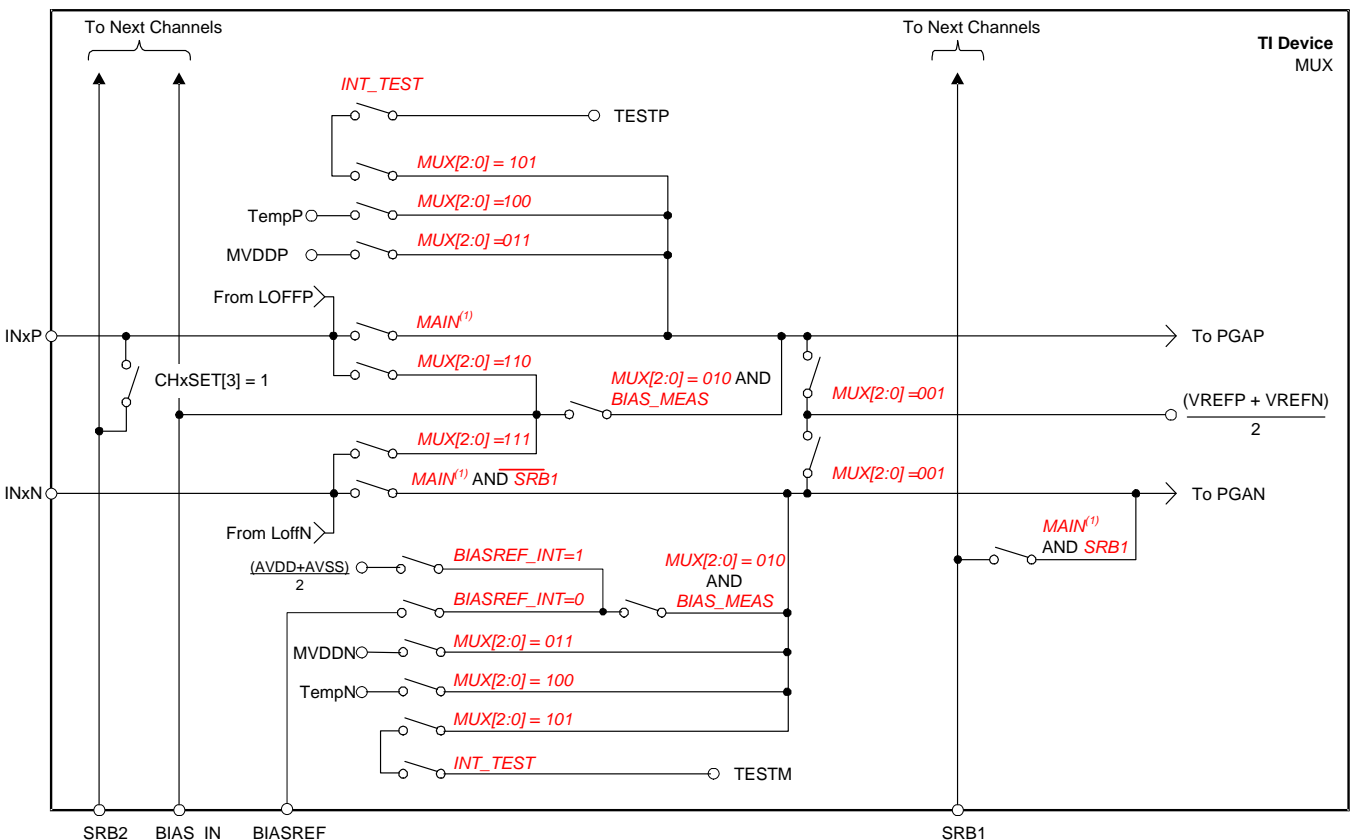 To Next Channels
To Next Channels
TI Device
MUX
INT_TEST
TESTP
MUX[2:0] = 101
MUX[2:0] =100
TempP
MUX[2:0] =011
MVDDP
From LOFFP
MAIN(1)
INxP
To PGAP
MUX[2:0] =110
CHxSET[3] = 1
MUX[2:0] = 010 AND
BIAS_MEAS
MUX[2:0] =001
(VREFP + VREFN)
2
MUX[2:0] =111
MUX[2:0] =001
MAIN(1) AND SRB1
INxN
To PGAN
From LoffN
MAIN(1)
AND SRB1
(AVDD+AVSS)
2
BIASREF_INT=1
MUX[2:0] = 010
AND
BIAS_MEAS
BIASREF_INT=0
MUX[2:0] = 011
MVDDN
MUX[2:0] = 100
TempN
MUX[2:0] = 101
INT_TEST
TESTM
SRB2 BIAS_IN BIASREF SRB1